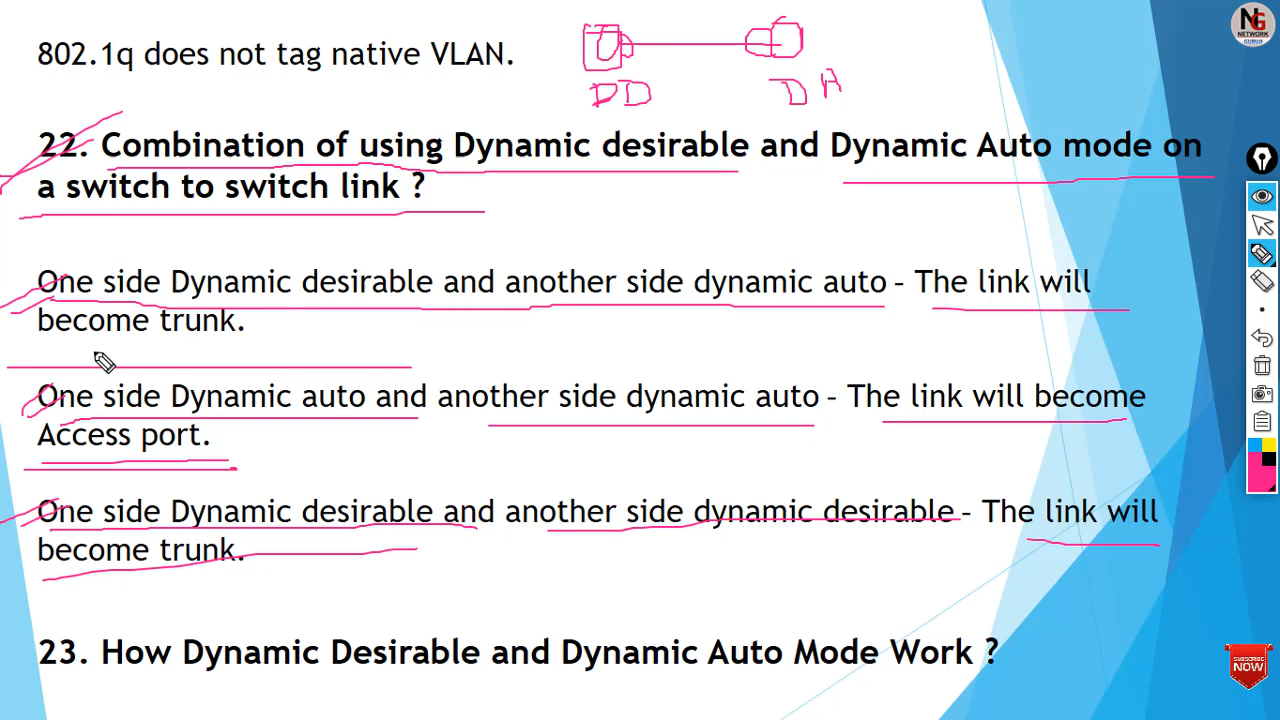 NG
NETWORK
GURUJI
802.1q does not tag native VLAN.
DD
DA
22. Combination of using Dynamic desirable and Dynamic Auto mode on
a switch to switch link ?
One side Dynamic desirable and another side dynamic auto – The link will
become trunk.
One side Dynamic auto and another side dynamic auto – The link will become
Access port.
One side Dynamic desirable and another side dynamic desirable – The link will
become trunk.
23. How Dynamic Desirable and Dynamic Auto Mode Work ?
SUBSCRIBE
NOW